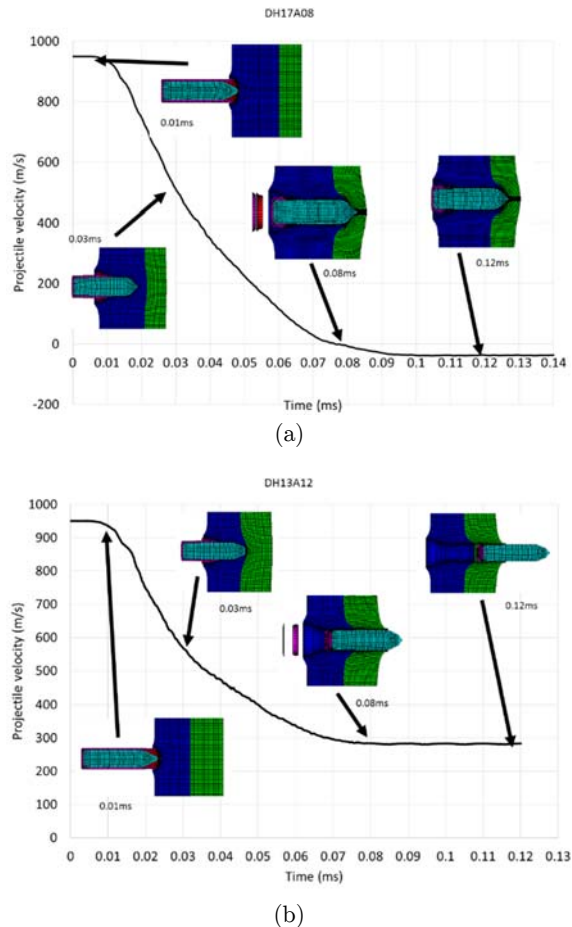 DH17A08
1000
800
600
400
200
0
-200
Projectile velocity (m/s)
0.01ms
0.03ms
0.08ms
0.12ms
0 0.01 0.02 0.03 0.04 0.05 0.06 0.07 0.08 0.09 0.10 0.11 0.12 0.13 0.14
Time (ms)
(a)
DH13A12
1000
900
800
700
600
500
400
300
200
100
0
Projectile velocity (m/s)
0.03ms
0.12ms
0.08ms
0.01ms
0 0.01 0.02 0.03 0.04 0.05 0.06 0.07 0.08 0.09 0.10 0.11 0.12 0.13
Time (ms)
(b)